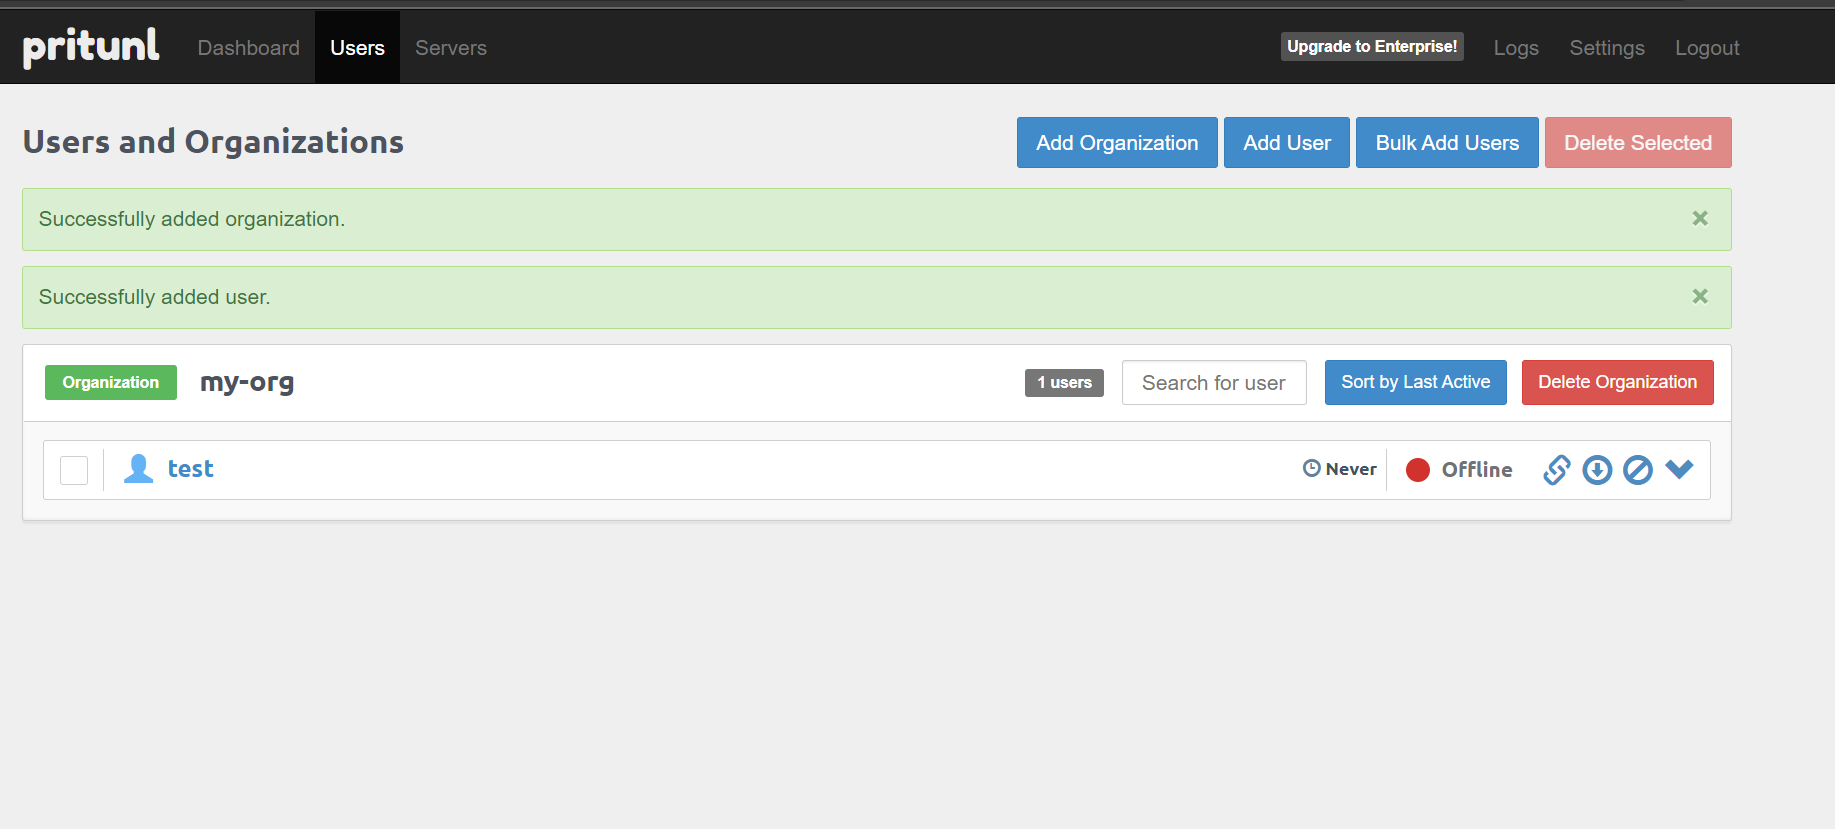 pritunl Dashboard Users Servers Upgrade to Enterprise! Logs Settings Logout
Users and Organizations Add Organization Add User Bulk Add Users Delete Selected
Successfully added organization. ×
Successfully added user. ×
Organization my-org 1 users Search for user Sort by Last Active Delete Organization
test Never Offline